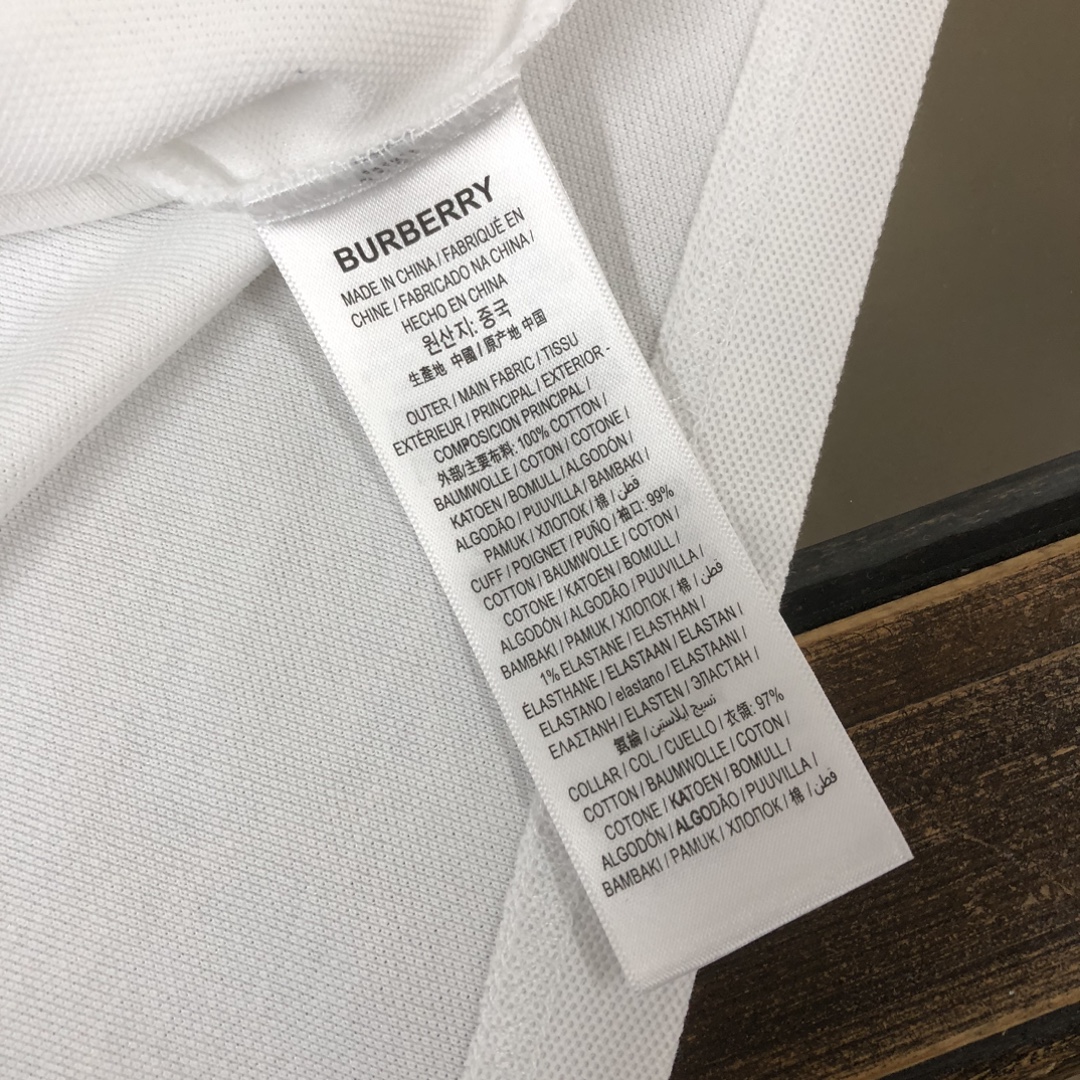 BURBERRY
MADE IN CHINA / FABRIQUÉ EN
CHINE / FABRICADO NA CHINA /
HECHO EN CHINA
원산지: 중국
生產地 中國 / 原产地 中国
OUTER / MAIN FABRIC / TISSU
EXTÉRIEUR / PRINCIPAL / EXTERIOR -
COMPOSICION PRINCIPAL /
外部/主要布料: 100% COTTON /
BAUMWOLLE / COTON / COTONE /
KATOEN / BOMULL / ALGODÓN /
ALGODÃO / PUUVILLA / BAMBAKI /
PAMUK / ХЛОПОК / 棉 / قطن
CUFF / POIGNET / PUÑO / 袖口: 99%
COTTON / BAUMWOLLE / COTON /
COTONE / KATOEN / BOMULL /
ALGODÓN / ALGODÃO / PUUVILLA /
BAMBAKI / PAMUK / ХЛОПОК / 棉 / قطن
1% ELASTANE / ELASTHAN /
ÉLASTHANE / ELASTAAN / ELASTAN /
ELASTANO / elastano / ELASTAANI /
ΕΛΑΣΤΑΝΗ / ELASTEN / ЭЛАСТАН /
氨綸 / نسيج إيلاستين /
COLLAR / COL / CUELLO / 衣領: 97%
COTTON / BAUMWOLLE / COTON /
COTONE / KATOEN / BOMULL /
ALGODÓN / ALGODÃO / PUUVILLA /
BAMBAKI / PAMUK / ХЛОПОК / 棉 / قطن